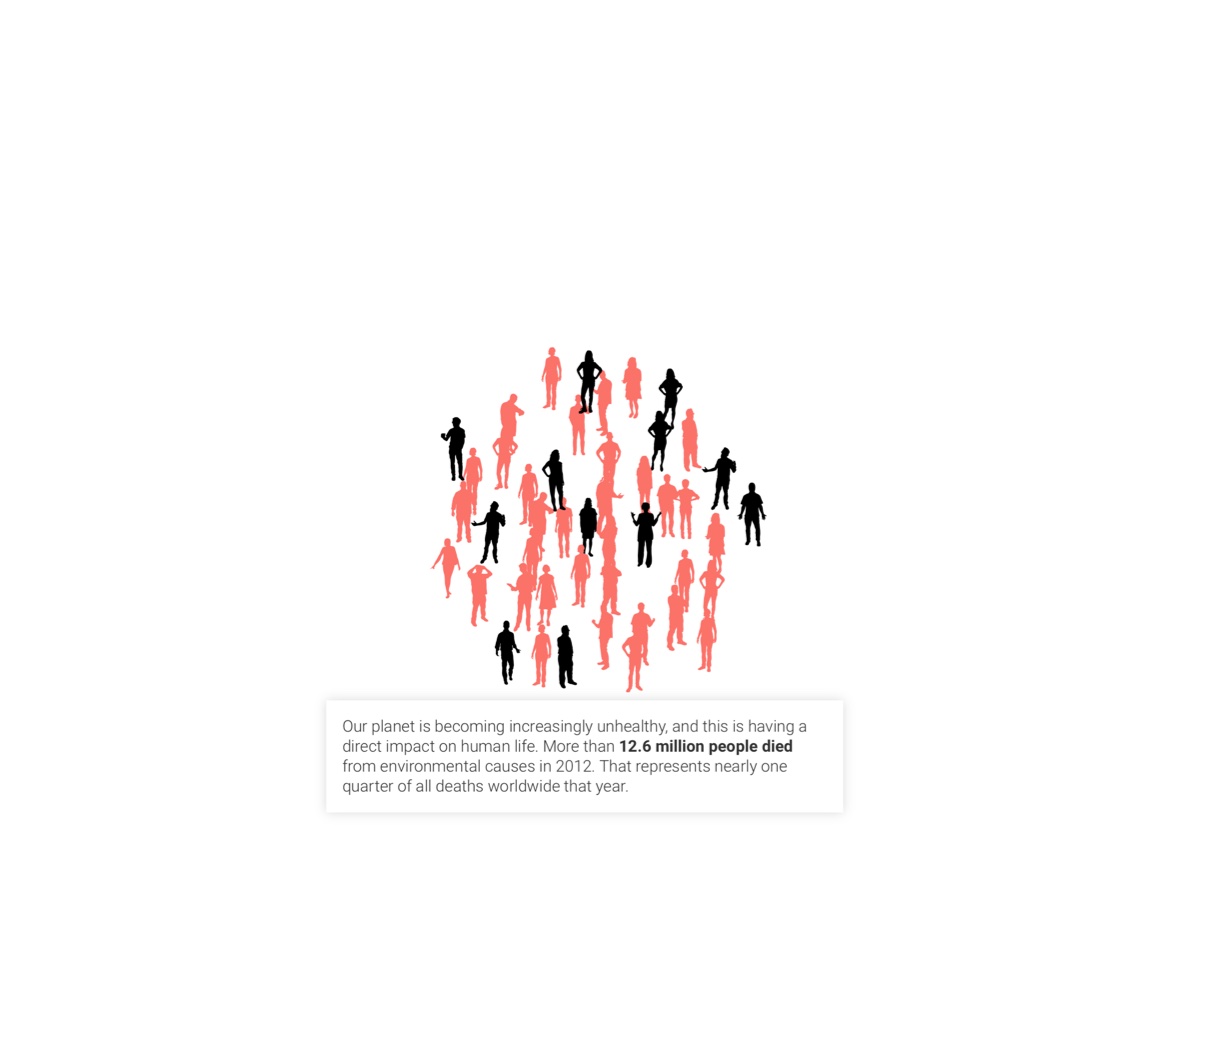 Our planet is becoming increasingly unhealthy, and this is having a
direct impact on human life. More than 12.6 million people died
from environmental causes in 2012. That represents nearly one
quarter of all deaths worldwide that year.